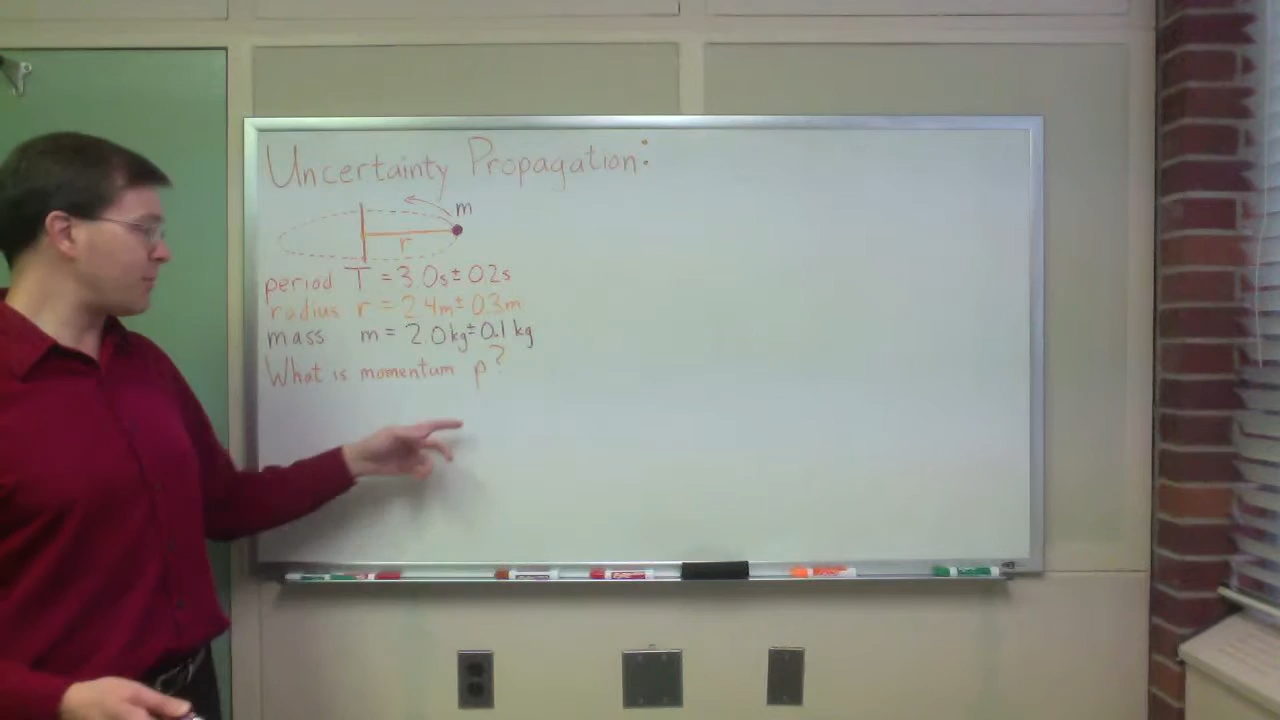 Uncertainty Propagation:
m
r
period T = 3.0s ± 0.2s
radius r = 2.4m ± 0.3m
mass m = 2.0kg ± 0.1 kg
What is momentum p?